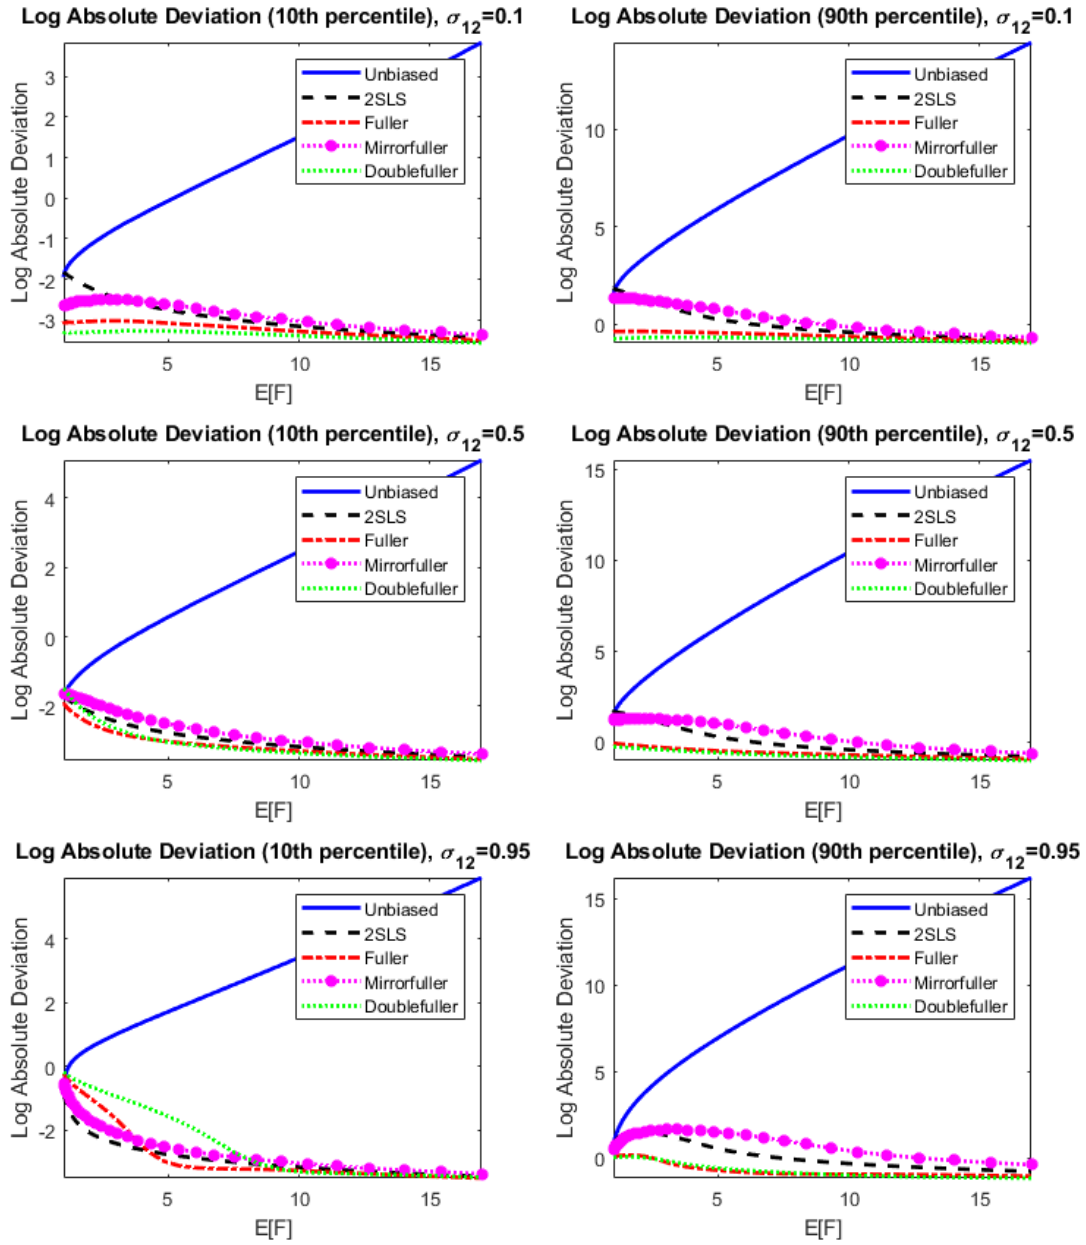 Log Absolute Deviation (10th percentile), σ12=0.1
Log Absolute Deviation
3
2
1
0
-1
-2
-3
5
10
15
E[F]
Unbiased
2SLS
Fuller
Mirrorfuller
Doublefuller
Log Absolute Deviation (90th percentile), σ12=0.1
Log Absolute Deviation
10
5
0
5
10
15
E[F]
Unbiased
2SLS
Fuller
Mirrorfuller
Doublefuller
Log Absolute Deviation (10th percentile), σ12=0.5
Log Absolute Deviation
4
2
0
-2
5
10
15
E[F]
Unbiased
2SLS
Fuller
Mirrorfuller
Doublefuller
Log Absolute Deviation (90th percentile), σ12=0.5
Log Absolute Deviation
15
10
5
0
5
10
15
E[F]
Unbiased
2SLS
Fuller
Mirrorfuller
Doublefuller
Log Absolute Deviation (10th percentile), σ12=0.95
Log Absolute Deviation
4
2
0
-2
5
10
15
E[F]
Unbiased
2SLS
Fuller
Mirrorfuller
Doublefuller
Log Absolute Deviation (90th percentile), σ12=0.95
Log Absolute Deviation
15
10
5
0
5
10
15
E[F]
Unbiased
2SLS
Fuller
Mirrorfuller
Doublefuller